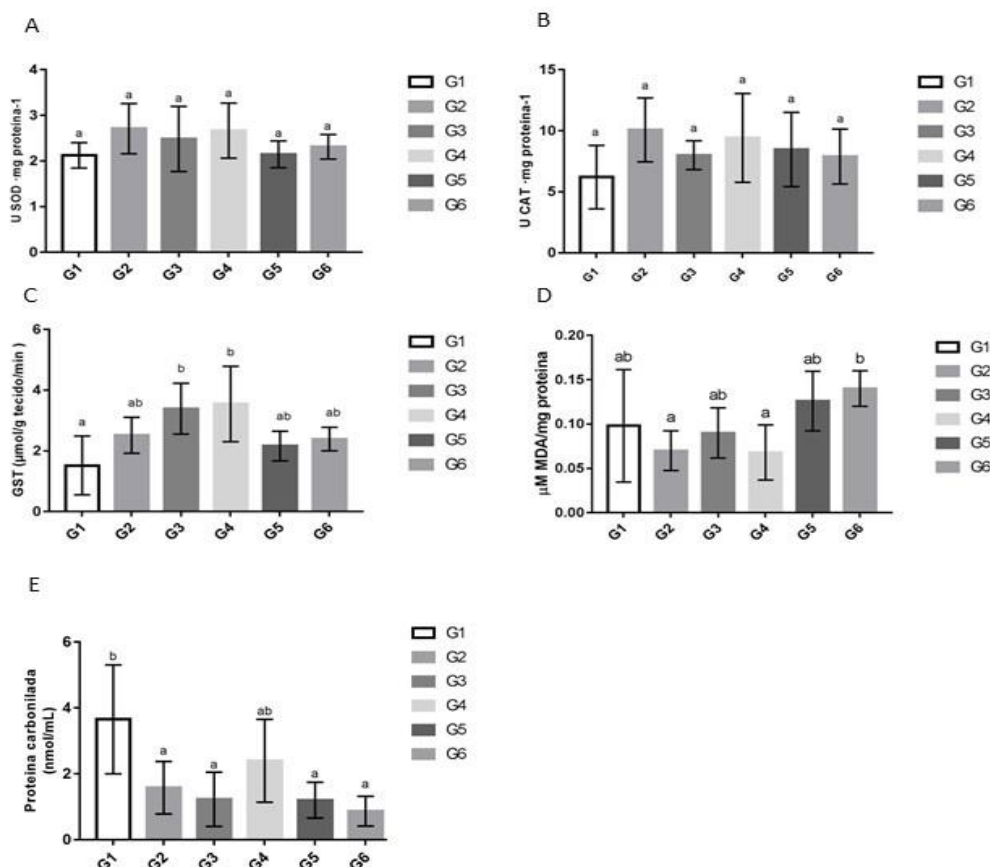 A
U SOD ·mg proteina-1
4
3
2
1
0
a
a
a
a
a
a
G1
G2
G3
G4
G5
G6
G1
G2
G3
G4
G5
G6
B
U CAT ·mg proteina-1
15
10
5
0
a
a
a
a
a
a
G1
G2
G3
G4
G5
G6
G1
G2
G3
G4
G5
G6
C
GST (µmol/g tecido/min )
6
4
2
0
a
ab
b
b
ab
ab
G1
G2
G3
G4
G5
G6
G1
G2
G3
G4
G5
G6
D
µM MDA/mg proteina
0.20
0.15
0.10
0.05
0.00
ab
a
ab
a
ab
b
G1
G2
G3
G4
G5
G6
G1
G2
G3
G4
G5
G6
E
Proteina carbonilada
(nmol/mL)
6
4
2
0
b
a
a
ab
a
a
G1
G2
G3
G4
G5
G6
G1
G2
G3
G4
G5
G6